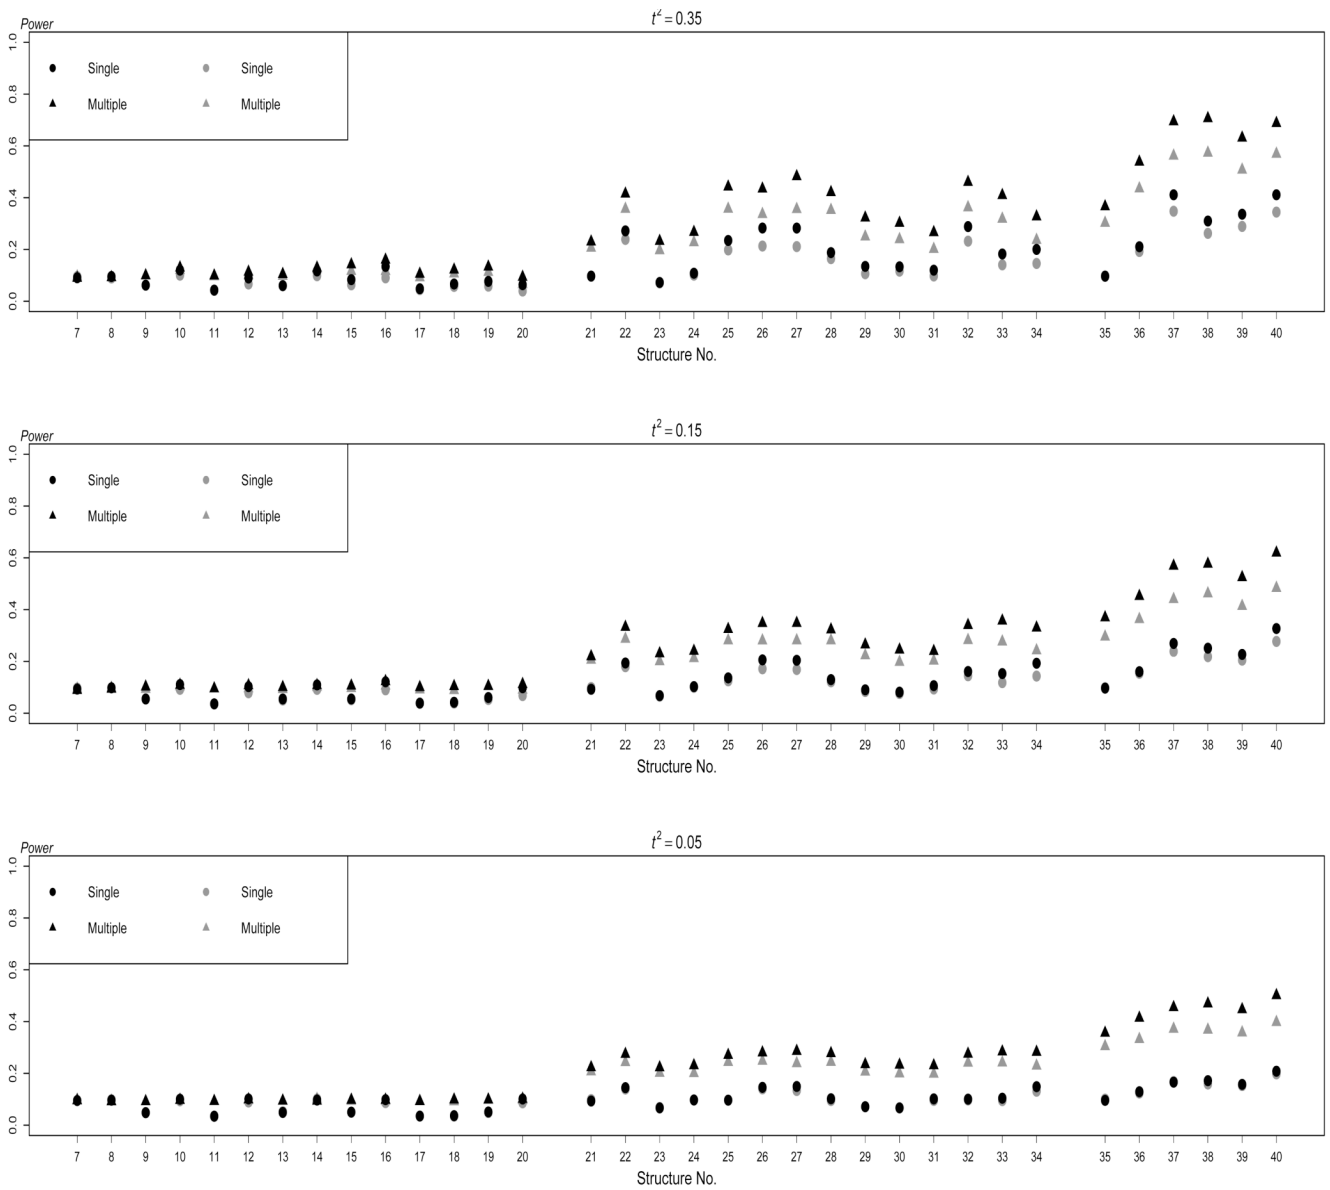 t² = 0.35
Power
1.0
0.8
0.6
0.4
0.2
0.0
Single Single
Multiple Multiple
7 8 9 10 11 12 13 14 15 16 17 18 19 20 21 22 23 24 25 26 27 28 29 30 31 32 33 34 35 36 37 38 39 40
Structure No.
t² = 0.15
Power
1.0
0.8
0.6
0.4
0.2
0.0
Single Single
Multiple Multiple
7 8 9 10 11 12 13 14 15 16 17 18 19 20 21 22 23 24 25 26 27 28 29 30 31 32 33 34 35 36 37 38 39 40
Structure No.
t² = 0.05
Power
1.0
0.8
0.6
0.4
0.2
0.0
Single Single
Multiple Multiple
7 8 9 10 11 12 13 14 15 16 17 18 19 20 21 22 23 24 25 26 27 28 29 30 31 32 33 34 35 36 37 38 39 40
Structure No.